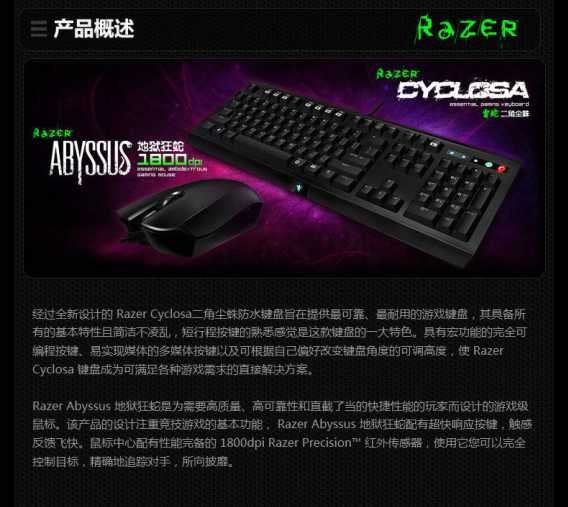 产品概述
RAZER
RAZER
CYCLOSA
essential gaming keyboard
雷蛇 二角尘蛛
RAZER
ABYSSUS
地狱狂蛇
1800dpi
essential ambidextrous
gaming mouse
经过全新设计的 Razer Cyclosa二角尘蛛防水键盘旨在提供最可靠、最耐用的游戏键盘，其具备所
有的基本特性且简洁不凌乱，短行程按键的熟悉感觉是这款键盘的一大特色。具有宏功能的完全可
编程按键、易实现媒体的多媒体按键以及可根据自己偏好改变键盘角度的可调高度，使 Razer
Cyclosa 键盘成为可满足各种游戏需求的直接解决方案。
Razer Abyssus 地狱狂蛇是为需要高质量、高可靠性和直截了当的快捷性能的玩家而设计的游戏级
鼠标。该产品的设计注重竞技游戏的基本功能， Razer Abyssus 地狱狂蛇配有超快响应按键，触感
反馈飞快。鼠标中心配有性能完备的 1800dpi Razer Precision™ 红外传感器，使用它您可以完全
控制目标，精确地追踪对手，所向披靡。